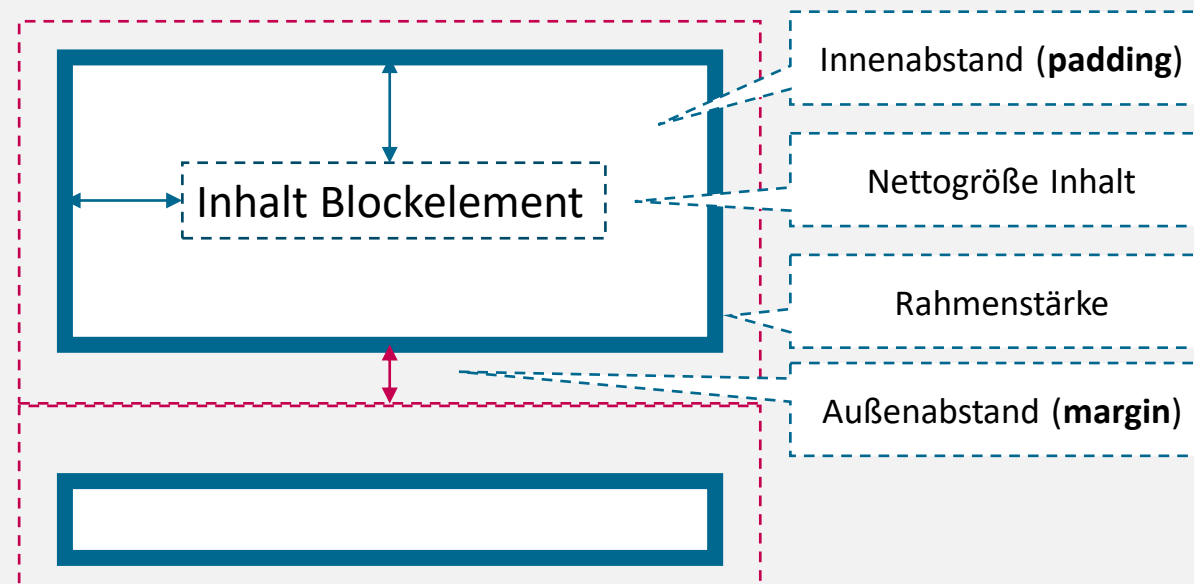 Innenabstand (padding)
Inhalt Blockelement
Nettogröße Inhalt
Rahmenstärke
Außenabstand (margin)